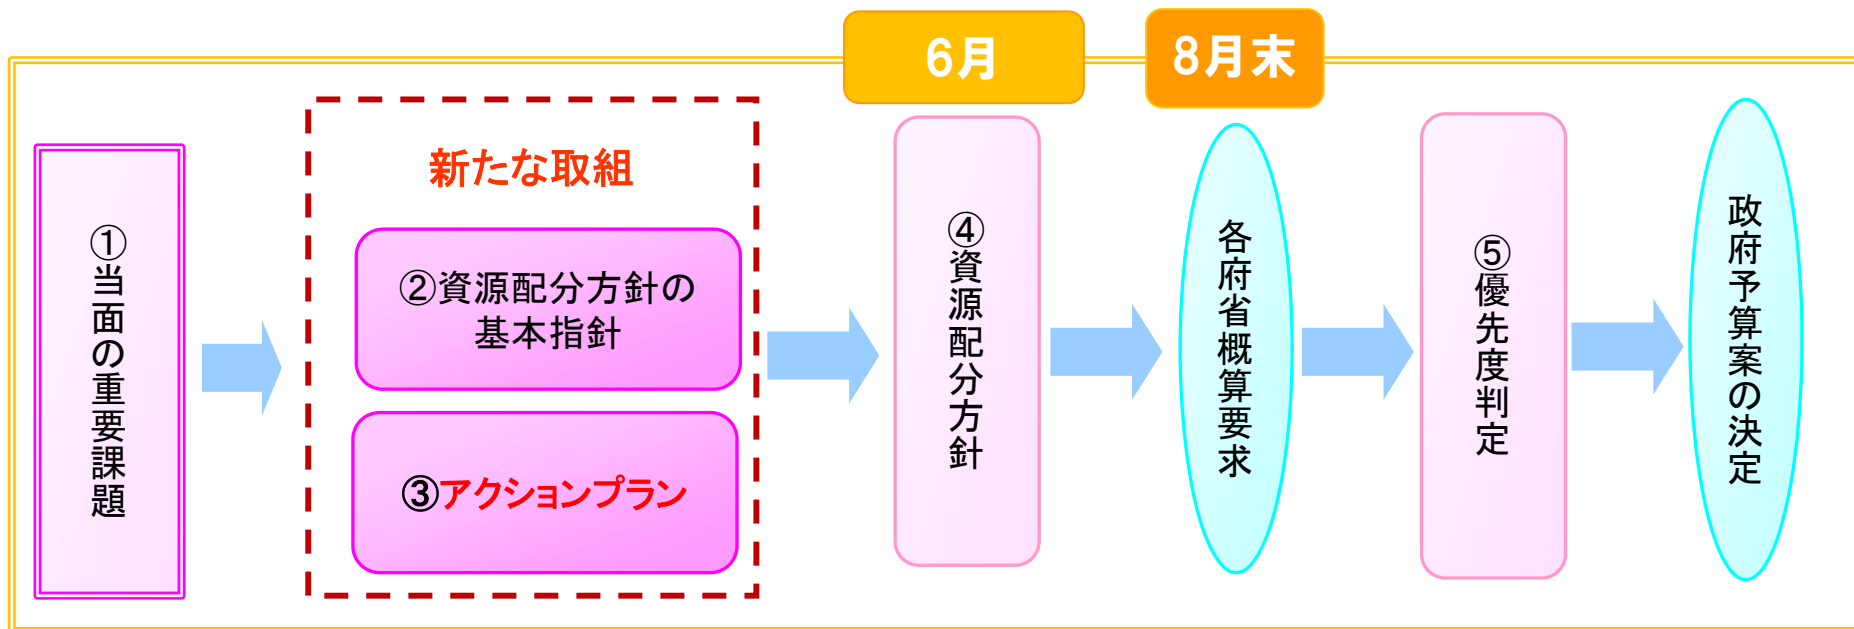 6月
8月末
①当面の重要課題
新たな取組
②資源配分方針の
基本指針
③アクションプラン
④資源配分方針
各府省概算要求
⑤優先度判定
政府予算案の決定